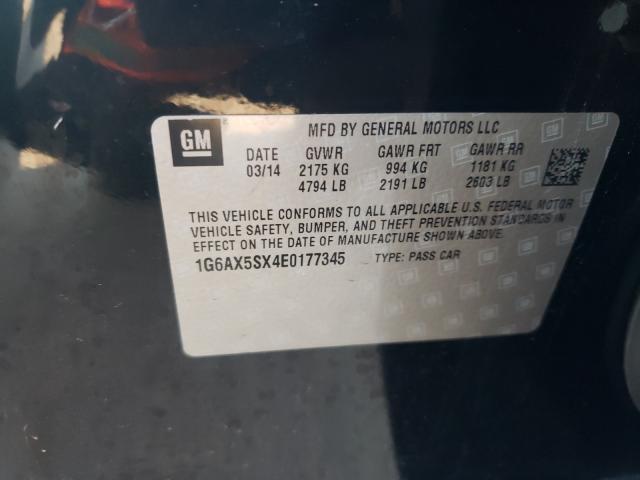 GM
MFD BY GENERAL MOTORS LLC
DATE GVWR GAWR FRT GAWR RR
03/14 2175 KG 994 KG 1181 KG
4794 LB 2191 LB 2603 LB
THIS VEHICLE CONFORMS TO ALL APPLICABLE U.S. FEDERAL MOTOR
VEHICLE SAFETY, BUMPER, AND THEFT PREVENTION STANDARDS IN
EFFECT ON THE DATE OF MANUFACTURE SHOWN ABOVE.
1G6AX5SX4E0177345 TYPE: PASS CAR